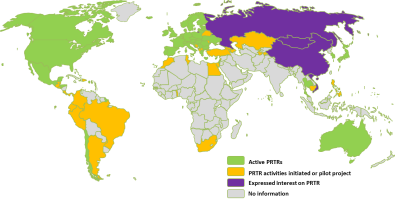 Active PRTRs
PRTR activities initiated or pilot project
Expressed Interest on PRTR
No information